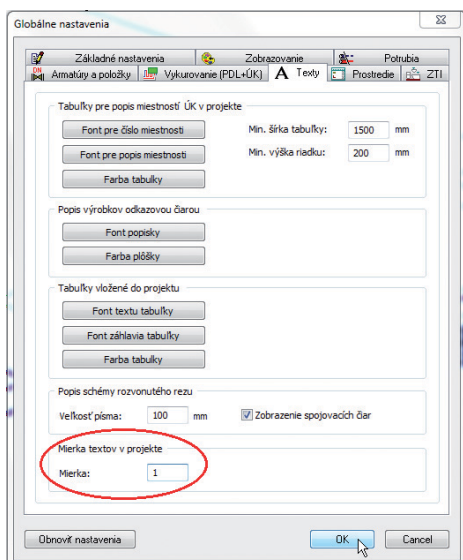 Globálne nastavenia
Základné nastavenia Zobrazovanie Potrubia
DN Armatúry a položky Vykurovanie (PDL+ÚK) A Texty Prostredie ZTI
Tabuľky pre popis miestností ÚK v projekte
Font pre číslo miestnosti Min. šírka tabuľky: 1500 mm
Font pre popis miestnosti Min. výška riadku: 200 mm
Farba tabulky
Popis výrobkov odkazovou čiarou
Font popisky
Farba plôšky
Tabuľky vložené do projektu
Font textu tabuľky
Font záhlavia tabuľky
Farba tabulky
Popis schémy rozvonutého rezu
Veľkosť písma: 100 mm Zobrazenie spojovacích čiar
Mierka textov v projekte
Mierka: 1
Obnoviť nastavenia OK Cancel